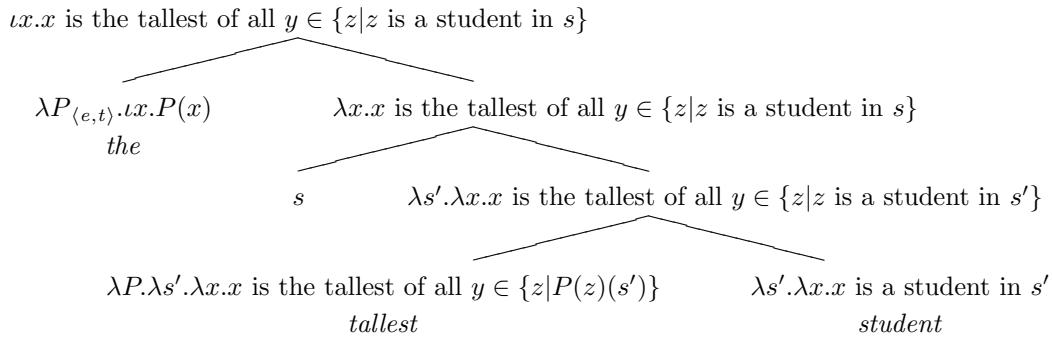 ιx.x is the tallest of all y ∈ {z|z is a student in s}
λP⟨e,t⟩.ιx.P(x) λx.x is the tallest of all y ∈ {z|z is a student in s}
the
s λs′.λx.x is the tallest of all y ∈ {z|z is a student in s′}
λP.λs′.λx.x is the tallest of all y ∈ {z|P(z)(s′)} λs′.λx.x is a student in s′
tallest student